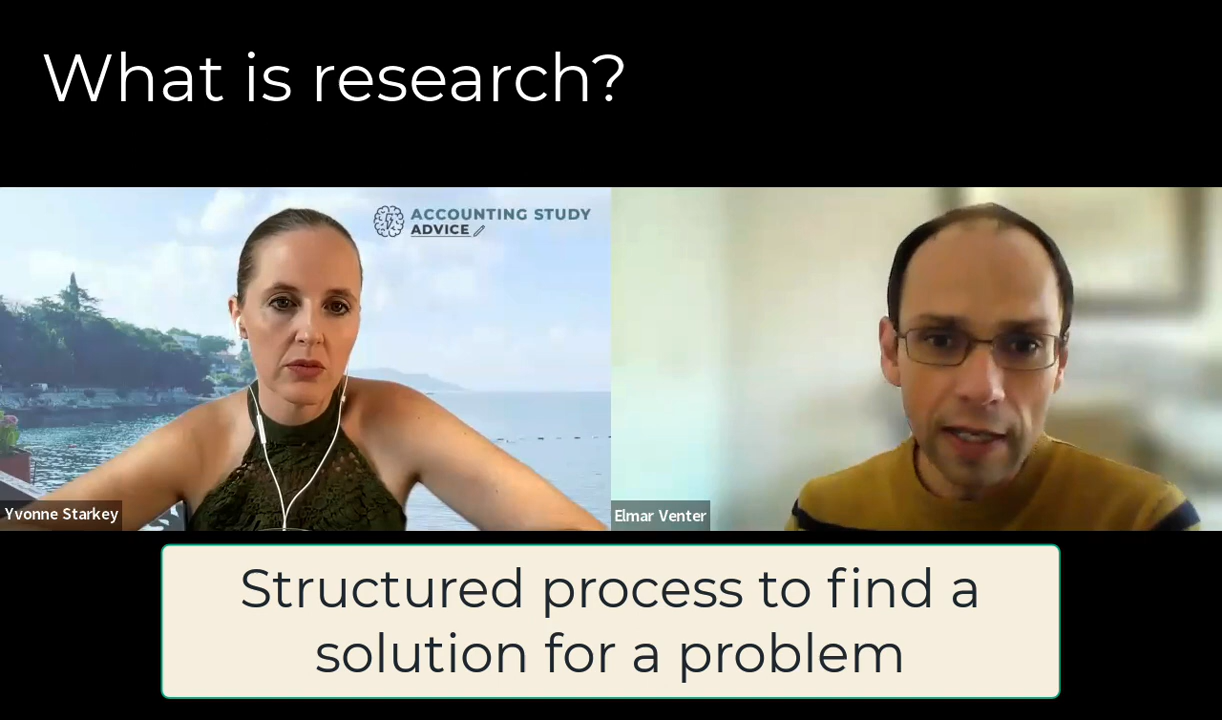 What is research?
ACCOUNTING STUDY
ADVICE
Yvonne Starkey
Elmar Venter
Structured process to find a
solution for a problem